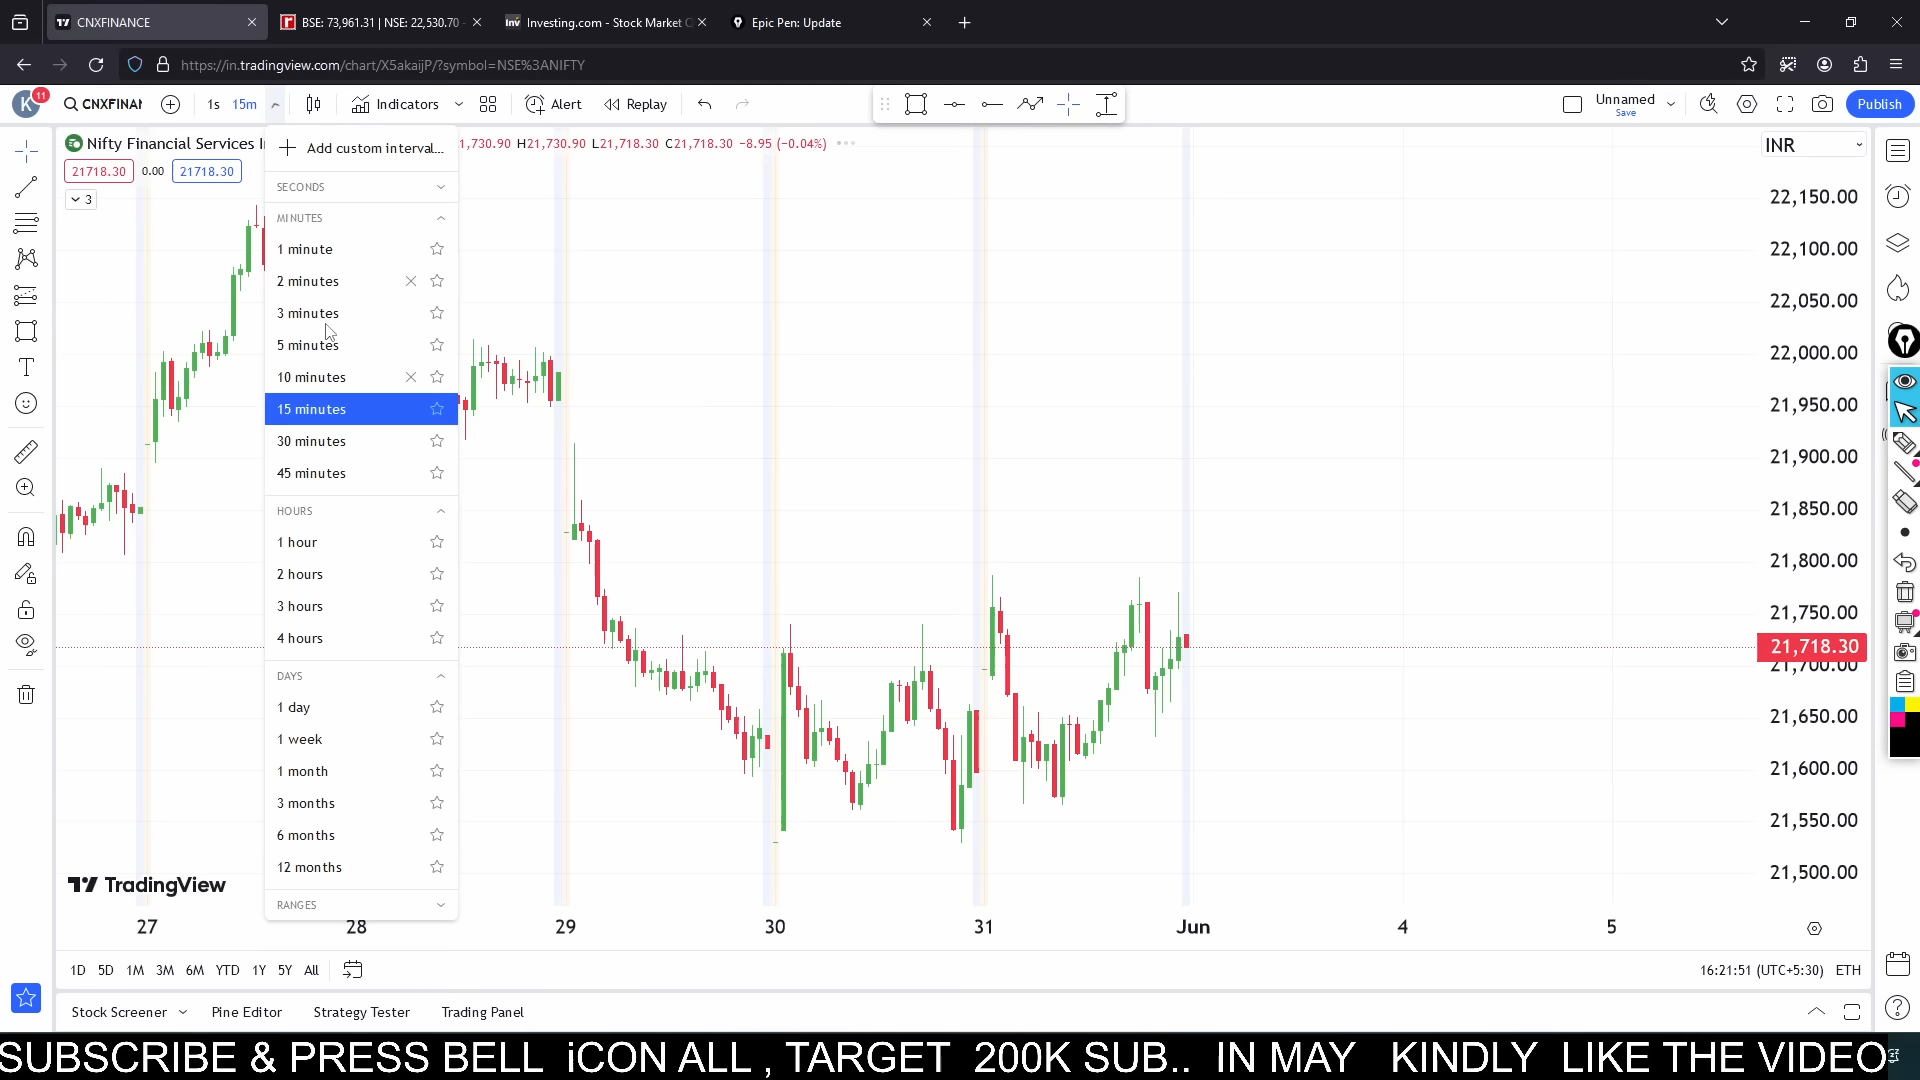 CNXFINANCE
BSE: 73,961.31 | NSE: 22,530.70 -
Investing.com - Stock Market
Epic Pen: Update
https://in.tradingview.com/chart/X5akaijP/?symbol=NSE%3ANIFTY
K
11
CNXFINAN
1s
15m
Indicators
Alert
Replay
Unnamed
Save
Publish
Nifty Financial Services
1,730.90 H21,730.90 L21,718.30 C21,718.30 -8.95 (-0.04%)
INR
21718.30
0.00
21718.30
3
Add custom interval...
SECONDS
MINUTES
1 minute
2 minutes
3 minutes
5 minutes
10 minutes
15 minutes
30 minutes
45 minutes
HOURS
1 hour
2 hours
3 hours
4 hours
DAYS
1 day
1 week
1 month
3 months
6 months
12 months
RANGES
22,150.00
22,100.00
22,050.00
22,000.00
21,950.00
21,900.00
21,850.00
21,800.00
21,750.00
21,718.30
21,700.00
21,650.00
21,600.00
21,550.00
21,500.00
TradingView
27
28
29
30
31
Jun
4
5
1D
5D
1M
3M
6M
YTD
1Y
5Y
All
16:21:51 (UTC+5:30)
ETH
Stock Screener
Pine Editor
Strategy Tester
Trading Panel
SUBSCRIBE & PRESS BELL iCON ALL , TARGET 200K SUB.. IN MAY KINDLY LIKE THE VIDEO